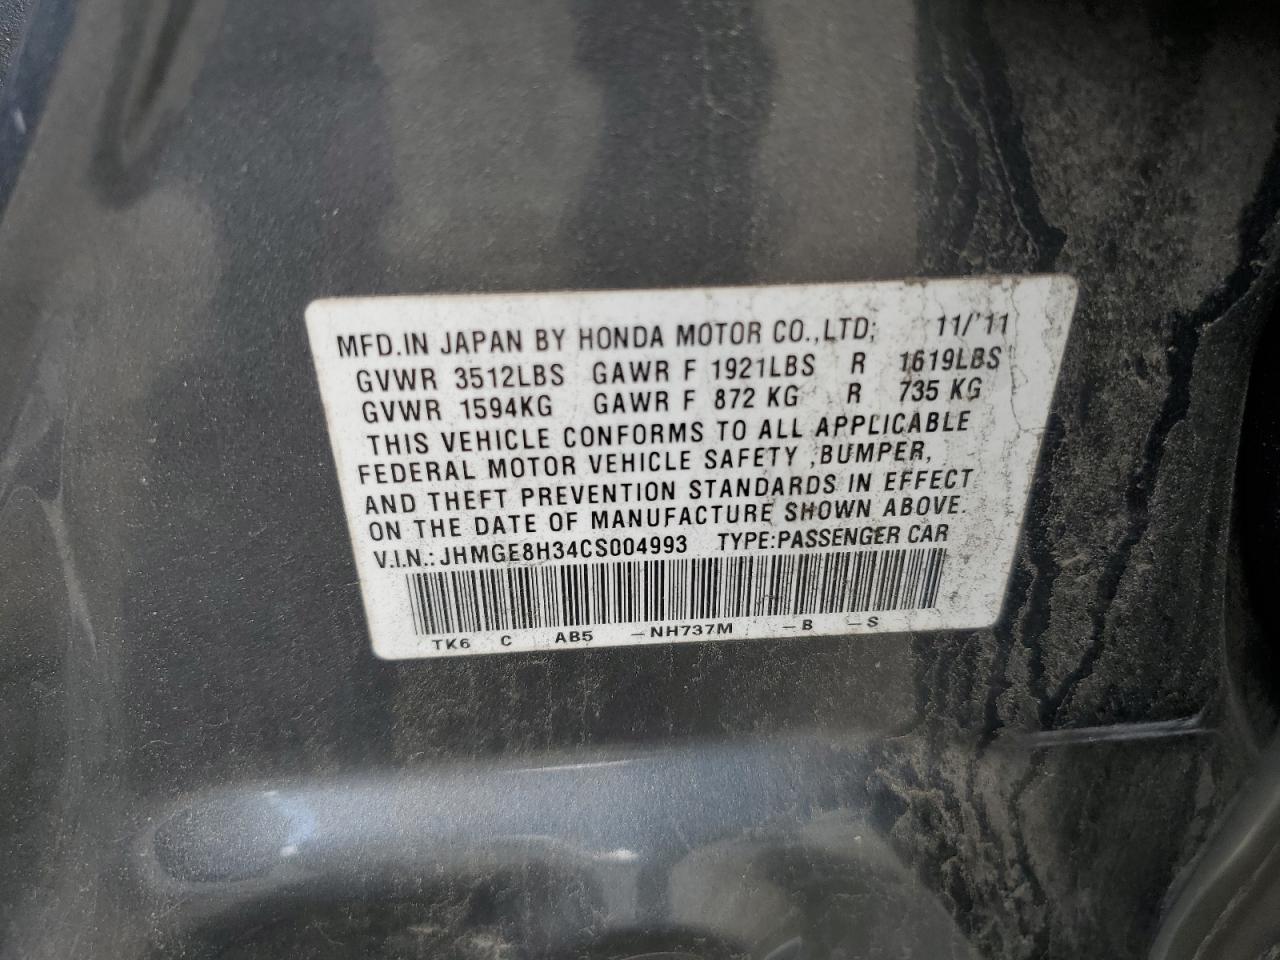 MFD.IN JAPAN BY HONDA MOTOR CO.,LTD; 11/'11
GVWR 3512LBS GAWR F 1921LBS R 1619LBS
GVWR 1594KG GAWR F 872 KG R 735 KG
THIS VEHICLE CONFORMS TO ALL APPLICABLE
FEDERAL MOTOR VEHICLE SAFETY ,BUMPER,
AND THEFT PREVENTION STANDARDS IN EFFECT
ON THE DATE OF MANUFACTURE SHOWN ABOVE.
V.I.N.: JHMGE8H34CS004993 TYPE:PASSENGER CAR
TK6 C AB5 –NH737M –B –S